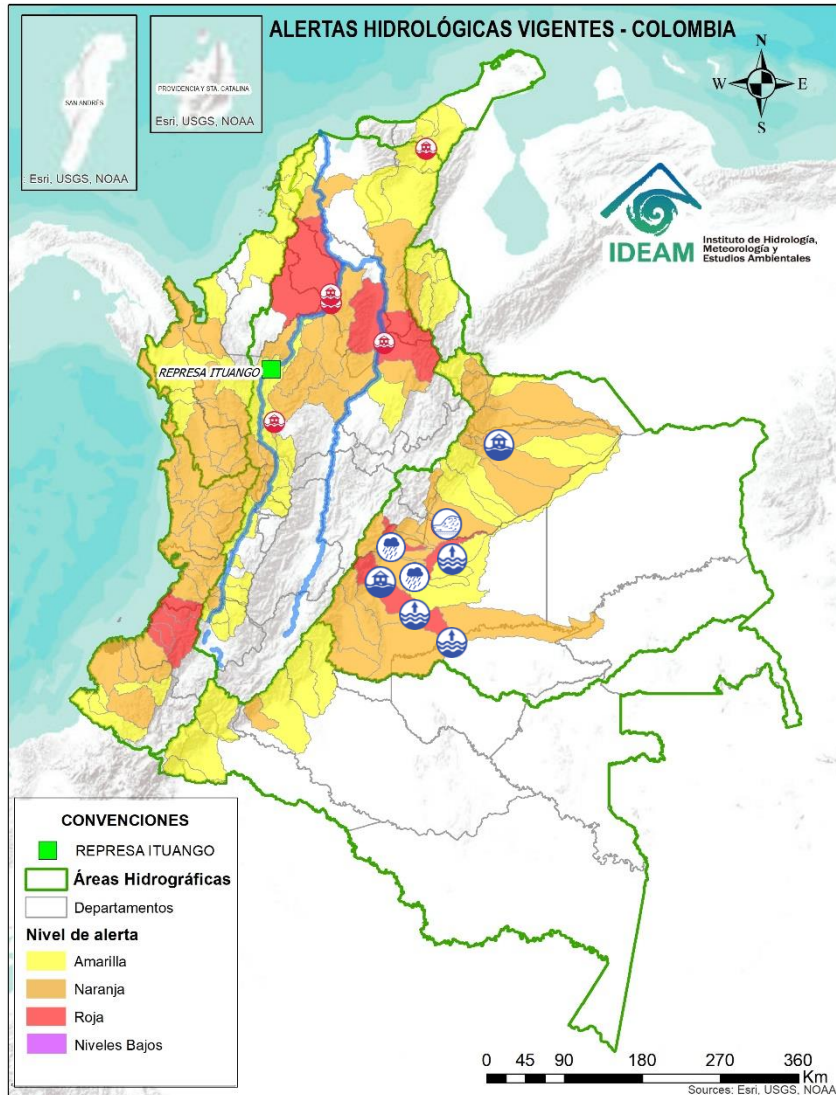 ALERTAS HIDROLÓGICAS VIGENTES - COLOMBIA
SAN ANDRÉS
Esri, USGS, NOAA
PROVIDENCIA Y STA. CATALINA
Esri, USGS, NOAA
N
W
E
S
IDEAM
Instituto de Hidrología,
Meteorología y
Estudios Ambientales
REPRESA ITUANGO
CONVENCIONES
REPRESA ITUANGO
Áreas Hidrográficas
Departamentos
Nivel de alerta
Amarilla
Naranja
Roja
Niveles Bajos
0 45 90 180 270 360
Km
Sources: Esri, USGS, NOAA